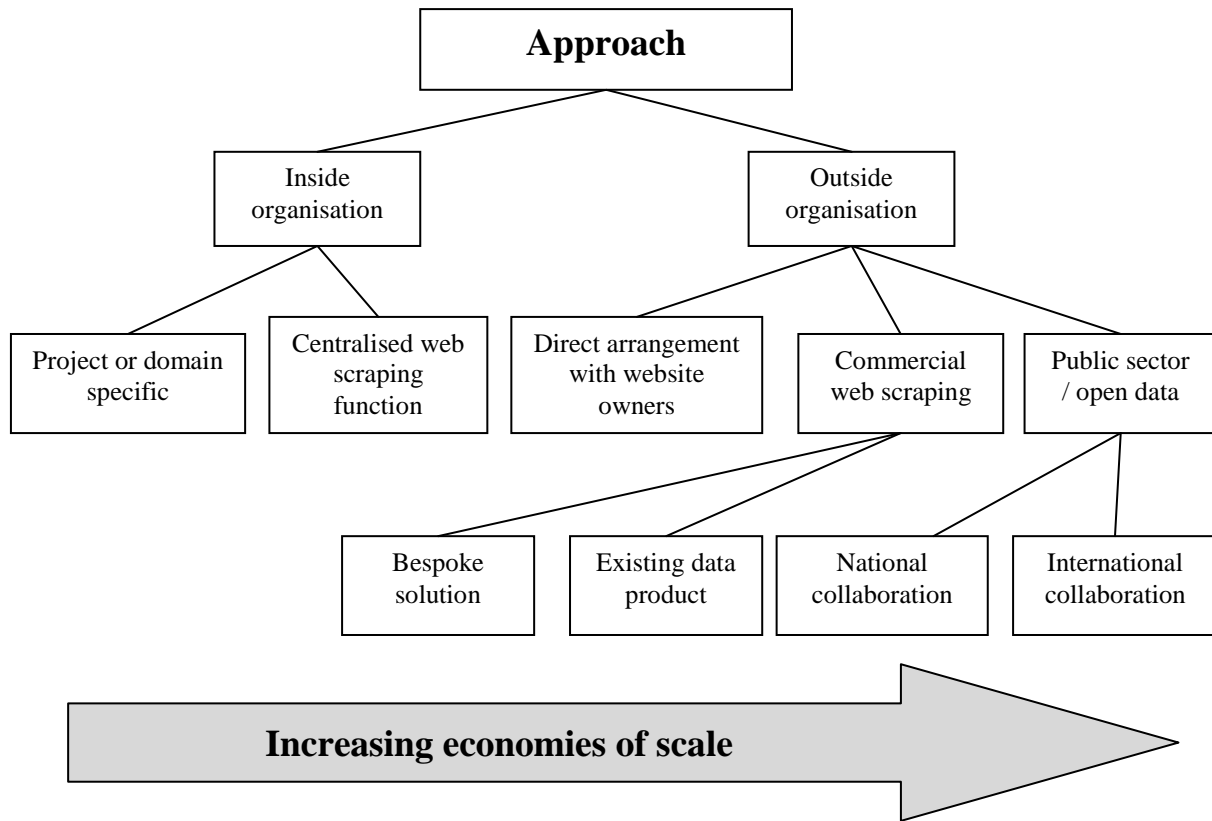 Approach
Inside
organisation
Outside
organisation
Project or domain
specific
Centralised web
scraping
function
Direct arrangement
with website
owners
Commercial
web scraping
Public sector
/ open data
Bespoke
solution
Existing data
product
National
collaboration
International
collaboration
Increasing economies of scale